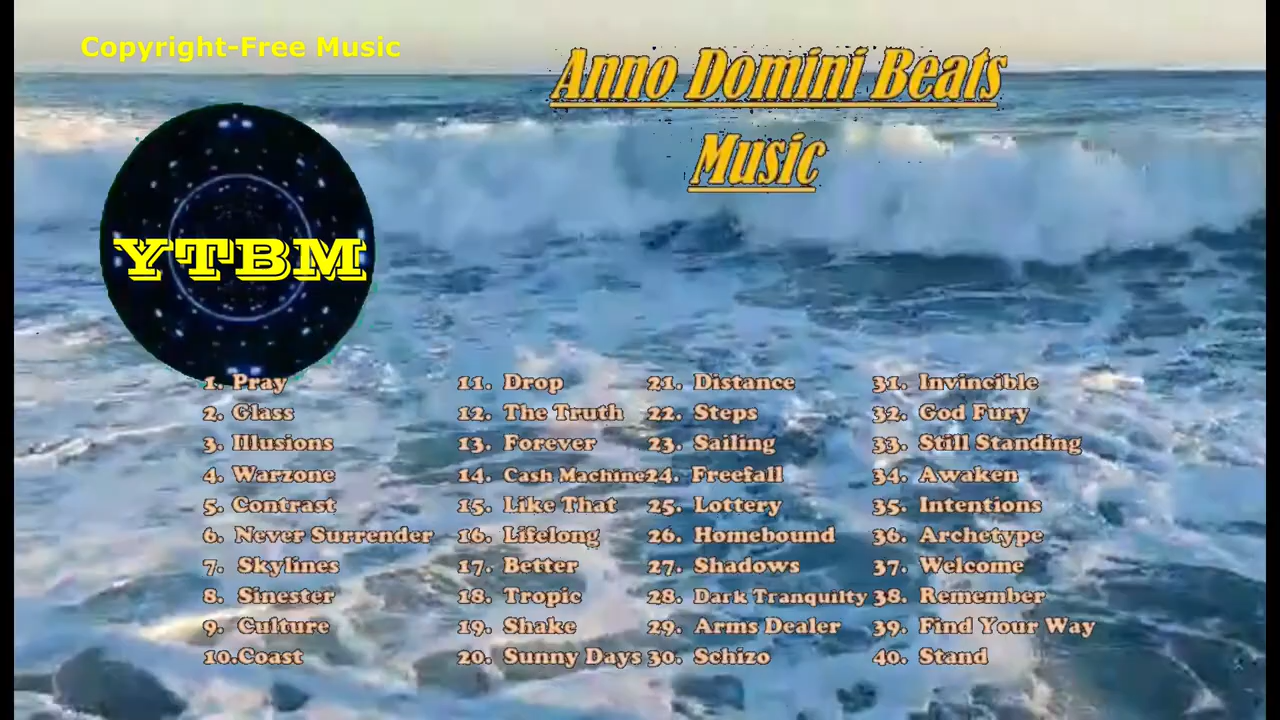 Copyright-Free Music
Anno Domini Beats
Music
YTBM
1. Pray
2. Glass
3. Illusions
4. Warzone
5. Contrast
6. Never Surrender
7. Skylines
8. Sinester
9. Culture
10.Coast
11. Drop
12. The Truth
13. Forever
14. Cash Machine
15. Like That
16. Lifelong
17. Better
18. Tropic
19. Shake
20. Sunny Days
21. Distance
22. Steps
23. Sailing
24. Freefall
25. Lottery
26. Homebound
27. Shadows
28. Dark Tranquilty
29. Arms Dealer
30. Schizo
31. Invincible
32. God Fury
33. Still Standing
34. Awaken
35. Intentions
36. Archetype
37. Welcome
38. Remember
39. Find Your Way
40. Stand